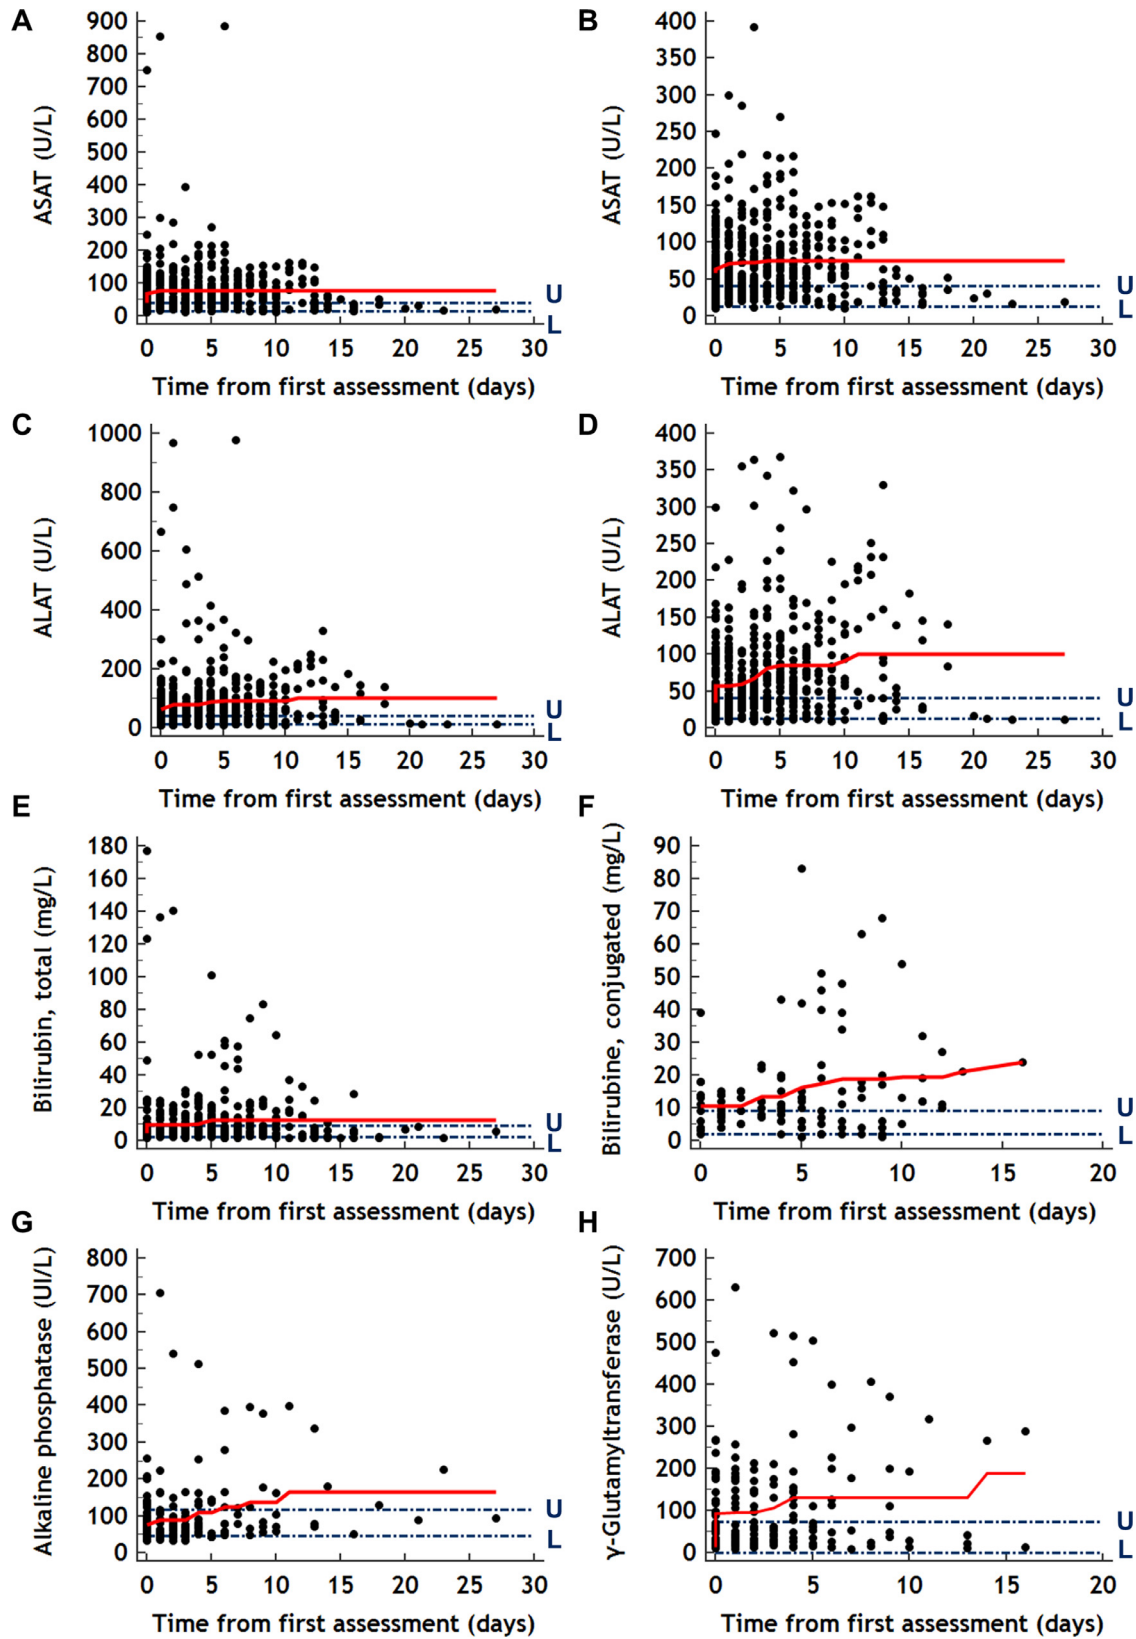 A
900
800
700
600
500
400
300
200
100
0
ASAT (U/L)
U
L
0 5 10 15 20 25 30
Time from first assessment (days)
B
400
350
300
250
200
150
100
50
0
ASAT (U/L)
U
L
0 5 10 15 20 25 30
Time from first assessment (days)
C
1000
800
600
400
200
0
ALAT (U/L)
U
L
0 5 10 15 20 25 30
Time from first assessment (days)
D
400
350
300
250
200
150
100
50
0
ALAT (U/L)
U
L
0 5 10 15 20 25 30
Time from first assessment (days)
E
180
160
140
120
100
80
60
40
20
0
Bilirubin, total (mg/L)
U
L
0 5 10 15 20 25 30
Time from first assessment (days)
F
90
80
70
60
50
40
30
20
10
0
Bilirubine, conjugated (mg/L)
U
L
0 5 10 15 20
Time from first assessment (days)
G
800
700
600
500
400
300
200
100
0
Alkaline phosphatase (UI/L)
U
L
0 5 10 15 20 25 30
Time from first assessment (days)
H
700
600
500
400
300
200
100
0
γ-Glutamyltransferase (U/L)
U
L
0 5 10 15 20
Time from first assessment (days)